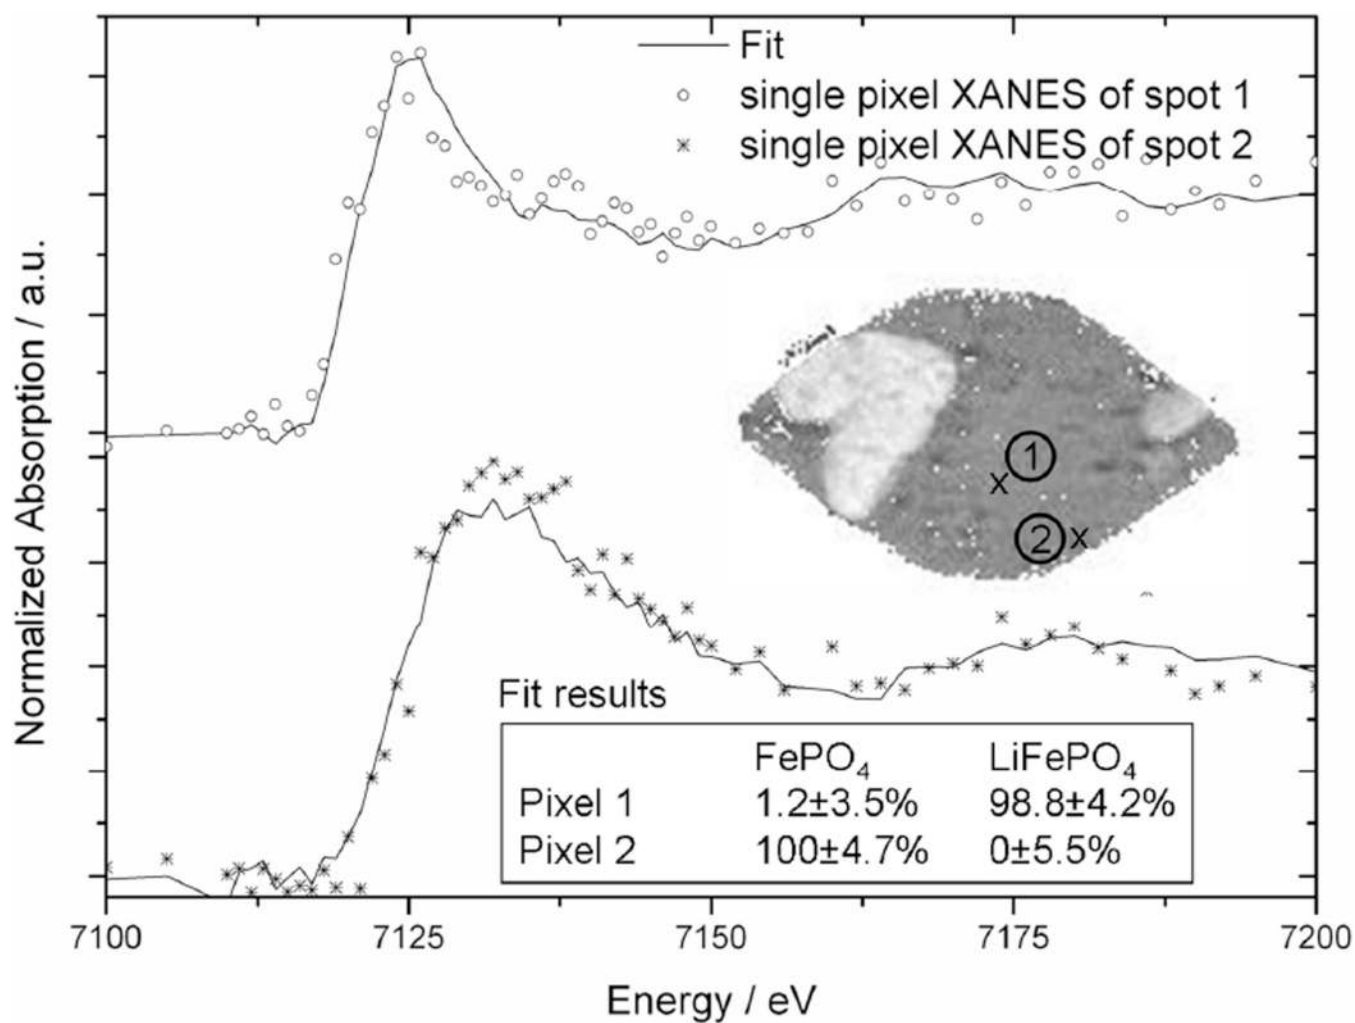 Fit
single pixel XANES of spot 1
single pixel XANES of spot 2
Normalized Absorption / a.u.
1
x
2 x
Fit results
FePO₄ LiFePO₄
Pixel 1 1.2±3.5% 98.8±4.2%
Pixel 2 100±4.7% 0±5.5%
7100 7125 7150 7175 7200
Energy / eV